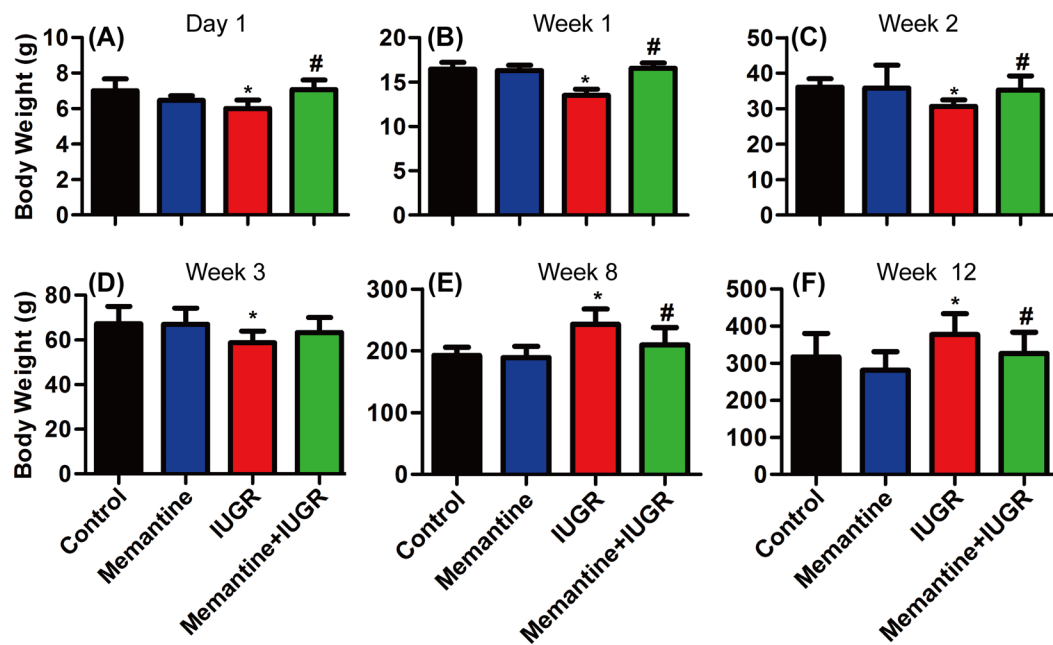 (A) Day 1
Body Weight (g)
10
8
6
4
2
0
*
#
(B) Week 1
20
15
10
5
0
*
#
(C) Week 2
50
40
30
20
10
0
*
#
(D) Week 3
Body Weight (g)
80
60
40
20
0
*
Control
Memantine
IUGR
Memantine+IUGR
(E) Week 8
300
200
100
0
*
#
Control
Memantine
IUGR
Memantine+IUGR
(F) Week 12
500
400
300
200
100
0
*
#
Control
Memantine
IUGR
Memantine+IUGR